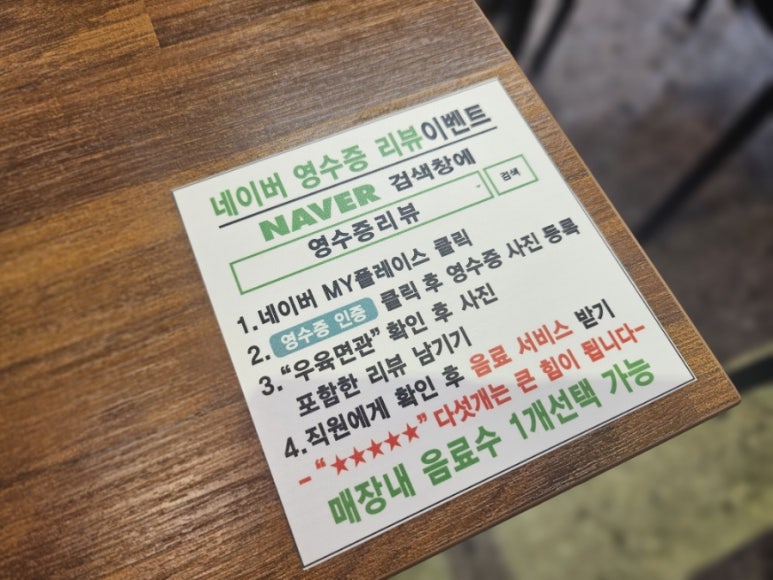 네이버 영수증 리뷰이벤트
NAVER 검색창에
영수증리뷰 검색
1.네이버 MY플레이스 클릭
2. 영수증 인증 클릭 후 영수증 사진 등록
3."우육면관" 확인 후 사진
포함한 리뷰 남기기
4.직원에게 확인 후 음료 서비스 받기
-"★★★★★" 다섯개는 큰 힘이 됩니다-
매장내 음료수 1개선택 가능